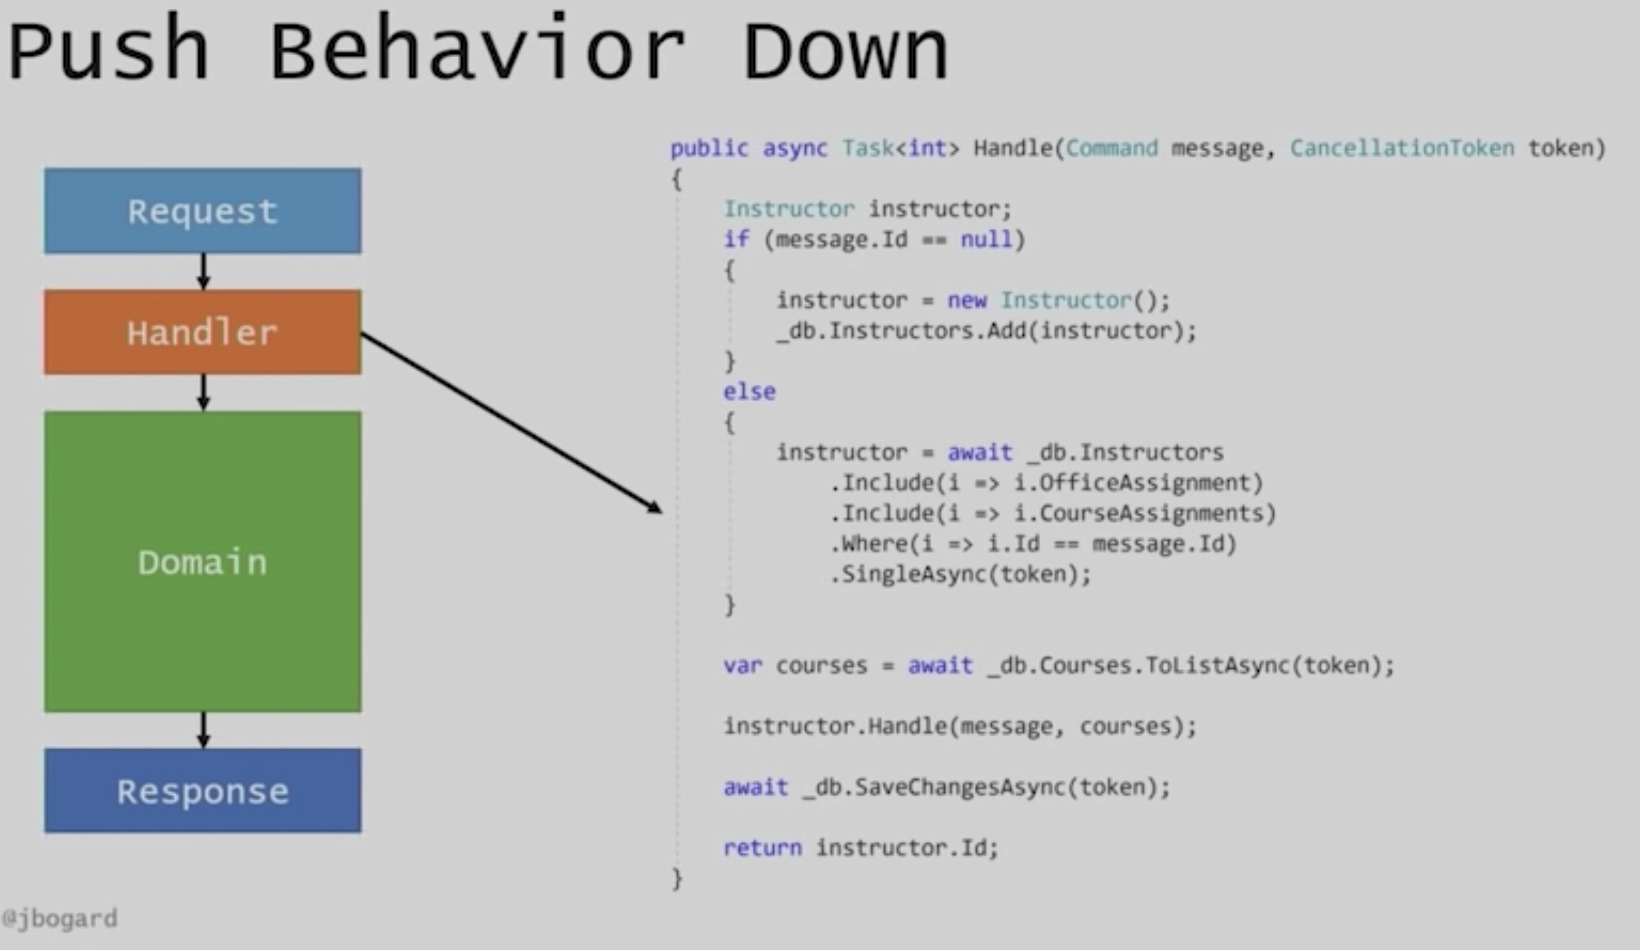 Push Behavior Down
Request
Handler
Domain
Response
public async Task<int> Handle(Command message, CancellationToken token)
{
    Instructor instructor;
    if (message.Id == null)
    {
        instructor = new Instructor();
        _db.Instructors.Add(instructor);
    }
    else
    {
        instructor = await _db.Instructors
            .Include(i => i.OfficeAssignment)
            .Include(i => i.CourseAssignments)
            .Where(i => i.Id == message.Id)
            .SingleAsync(token);
    }
    var courses = await _db.Courses.ToListAsync(token);
    instructor.Handle(message, courses);
    await _db.SaveChangesAsync(token);
    return instructor.Id;
}
@jbogard